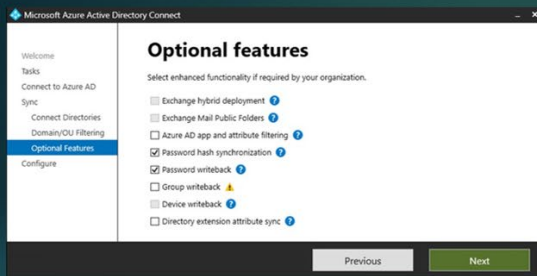 Microsoft Azure Active Directory Connect
Welcome
Tasks
Connect to Azure AD
Sync
Connect Directories
Domain/OU Filtering
Optional Features
Configure
Optional features
Select enhanced functionality if required by your organization.
Exchange hybrid deployment ?
Exchange Mail Public Folders ?
Azure AD app and attribute filtering ?
Password hash synchronization ?
Password writeback ?
Group writeback
Device writeback ?
Directory extension attribute sync ?
Previous
Next